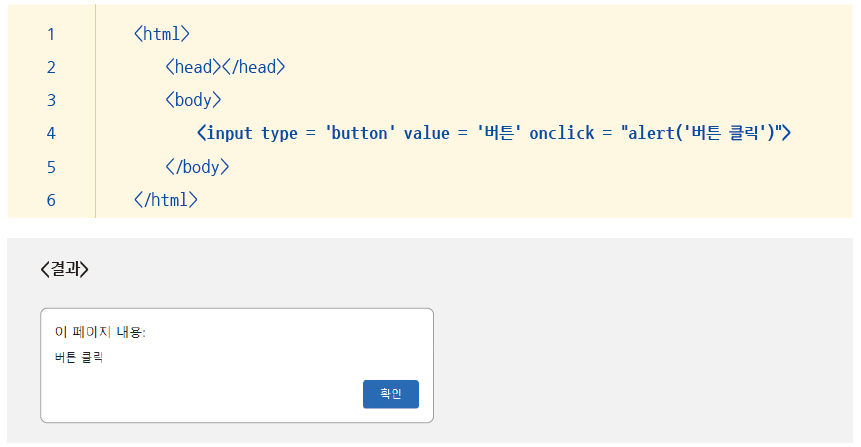 1 <html>
2 <head></head>
3 <body>
4 <input type = 'button' value = '버튼' onclick = "alert('버튼 클릭')">
5 </body>
6 </html>
<결과>
이 페이지 내용:
버튼 클릭
확인